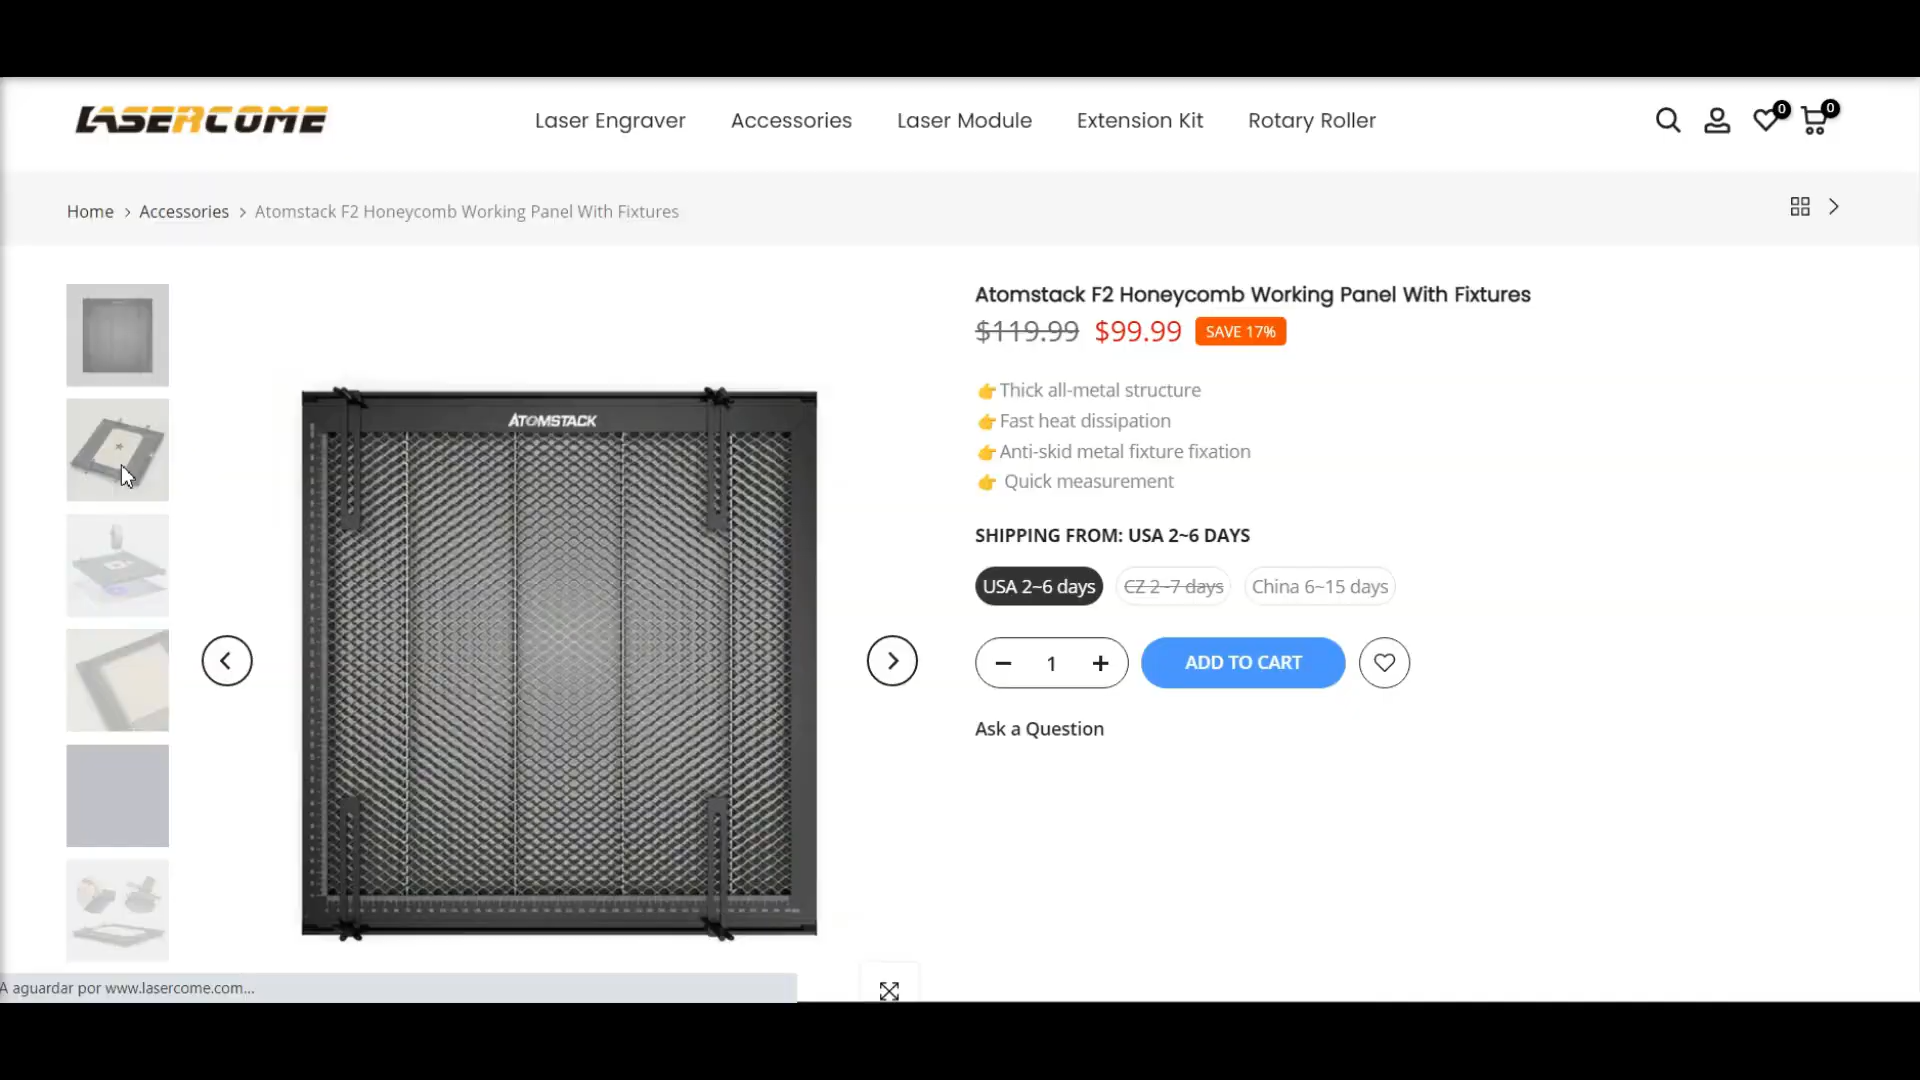 LASERCOME
Laser Engraver
Accessories
Laser Module
Extension Kit
Rotary Roller
0
0
Home > Accessories > Atomstack F2 Honeycomb Working Panel With Fixtures
Atomstack F2 Honeycomb Working Panel With Fixtures
$119.99 $99.99 SAVE 17%
👉Thick all-metal structure
👉Fast heat dissipation
👉Anti-skid metal fixture fixation
👉 Quick measurement
SHIPPING FROM: USA 2~6 DAYS
USA 2~6 days
CZ 2~7 days
China 6~15 days
1
ADD TO CART
Ask a Question
ATOMSTACK
A aguardar por www.lasercome.com...